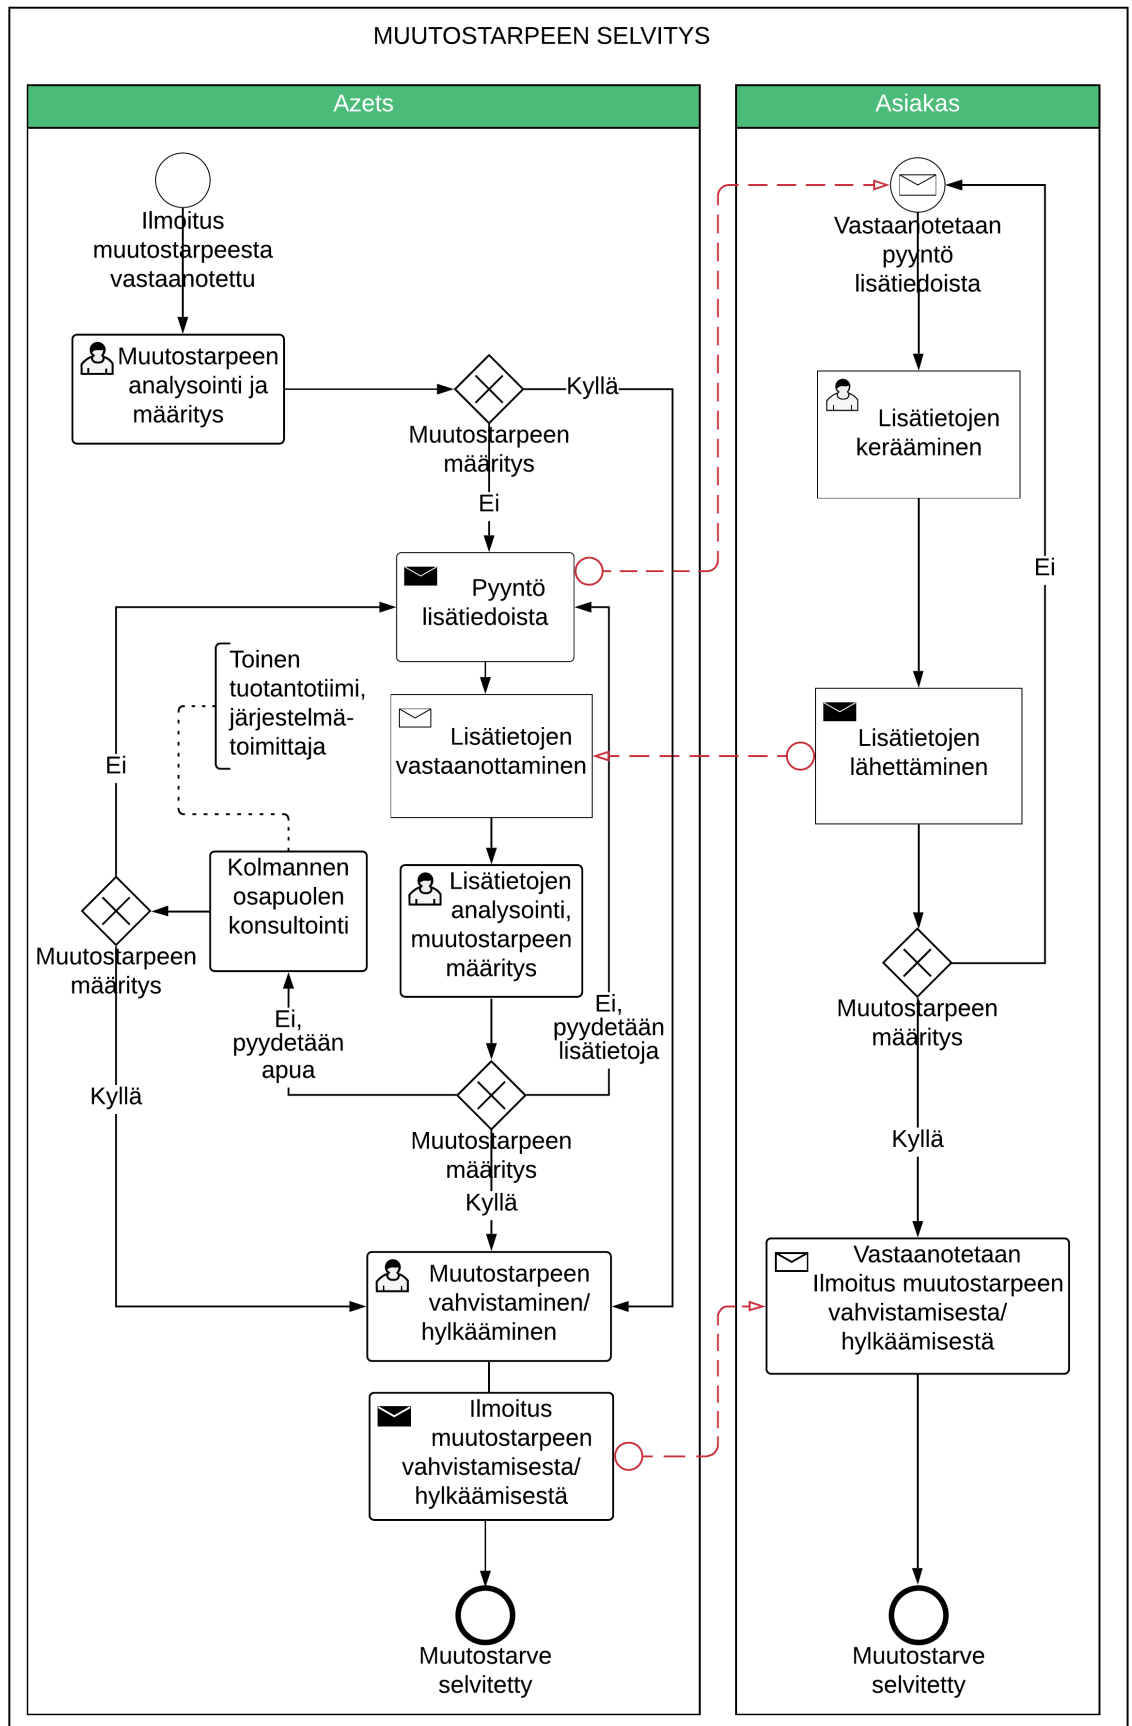 MUUTOSTARPEEN SELVITYS
Azets
Ilmoitus
muutostarpeesta
vastaanotettu
Muutostarpeen
analysointi ja
määritys
Kyllä
Muutostarpeen
määritys
Ei
Pyyntö
lisätiedoista
Toinen
tuotantotiimi,
järjestelmä-
toimittaja
Lisätietojen
vastaanottaminen
Ei
Kolmannen
osapuolen
konsultointi
Lisätietojen
analysointi,
muutostarpeen
määritys
Muutostarpeen
määritys
Ei,
pyydetään
apua
Ei,
pyydetään
lisätietoja
Kyllä
Muutostarpeen
määritys
Kyllä
Muutostarpeen
vahvistaminen/
hylkääminen
Ilmoitus
muutostarpeen
vahvistamisesta/
hylkäämisestä
Muutostarve
selvitetty
Asiakas
Vastaanotetaan
pyyntö
lisätiedoista
Lisätietojen
kerääminen
Ei
Lisätietojen
lähettäminen
Muutostarpeen
määritys
Kyllä
Vastaanotetaan
Ilmoitus muutostarpeen
vahvistamisesta/
hylkäämisestä
Muutostarve
selvitetty